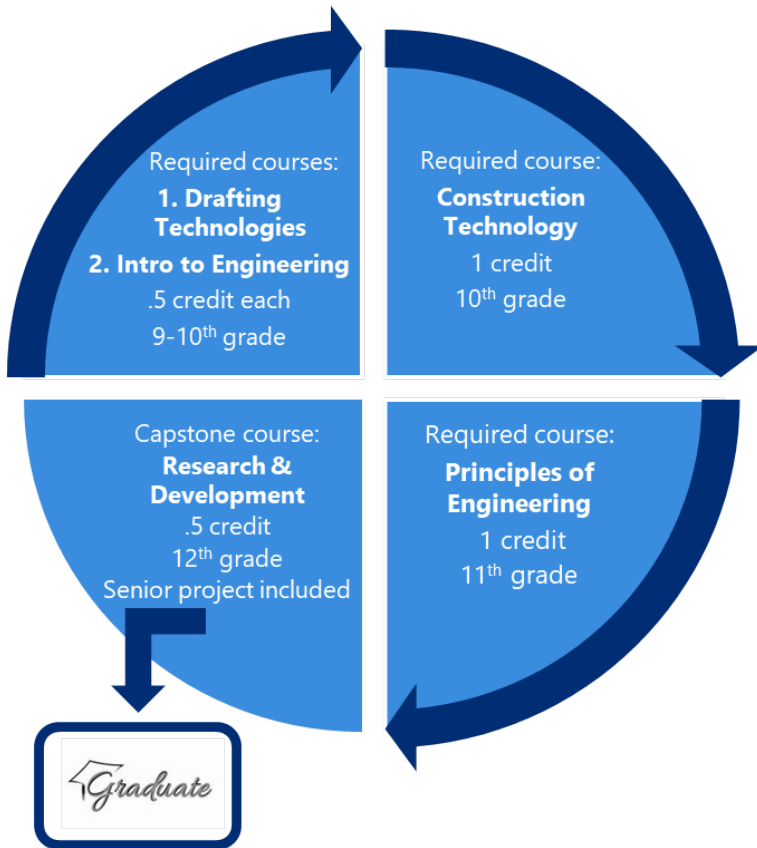 Required courses:
1. Drafting
Technologies
2. Intro to Engineering
.5 credit each
9-10th grade
Required course:
Construction
Technology
1 credit
10th grade
Required course:
Principles of
Engineering
1 credit
11th grade
Capstone course:
Research &
Development
.5 credit
12th grade
Senior project included
Graduate